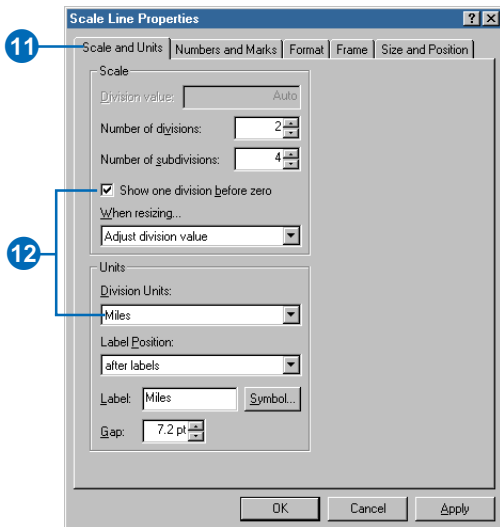 Scale Line Properties
11
Scale and Units
Numbers and Marks
Format
Frame
Size and Position
Scale
Division value:
Auto
Number of divisions:
2
Number of subdivisions:
4
Show one division before zero
When resizing...
Adjust division value
12
Units
Division Units:
Miles
Label Position:
after labels
Label:
Miles
Symbol...
Gap:
7.2 pt
OK
Cancel
Apply